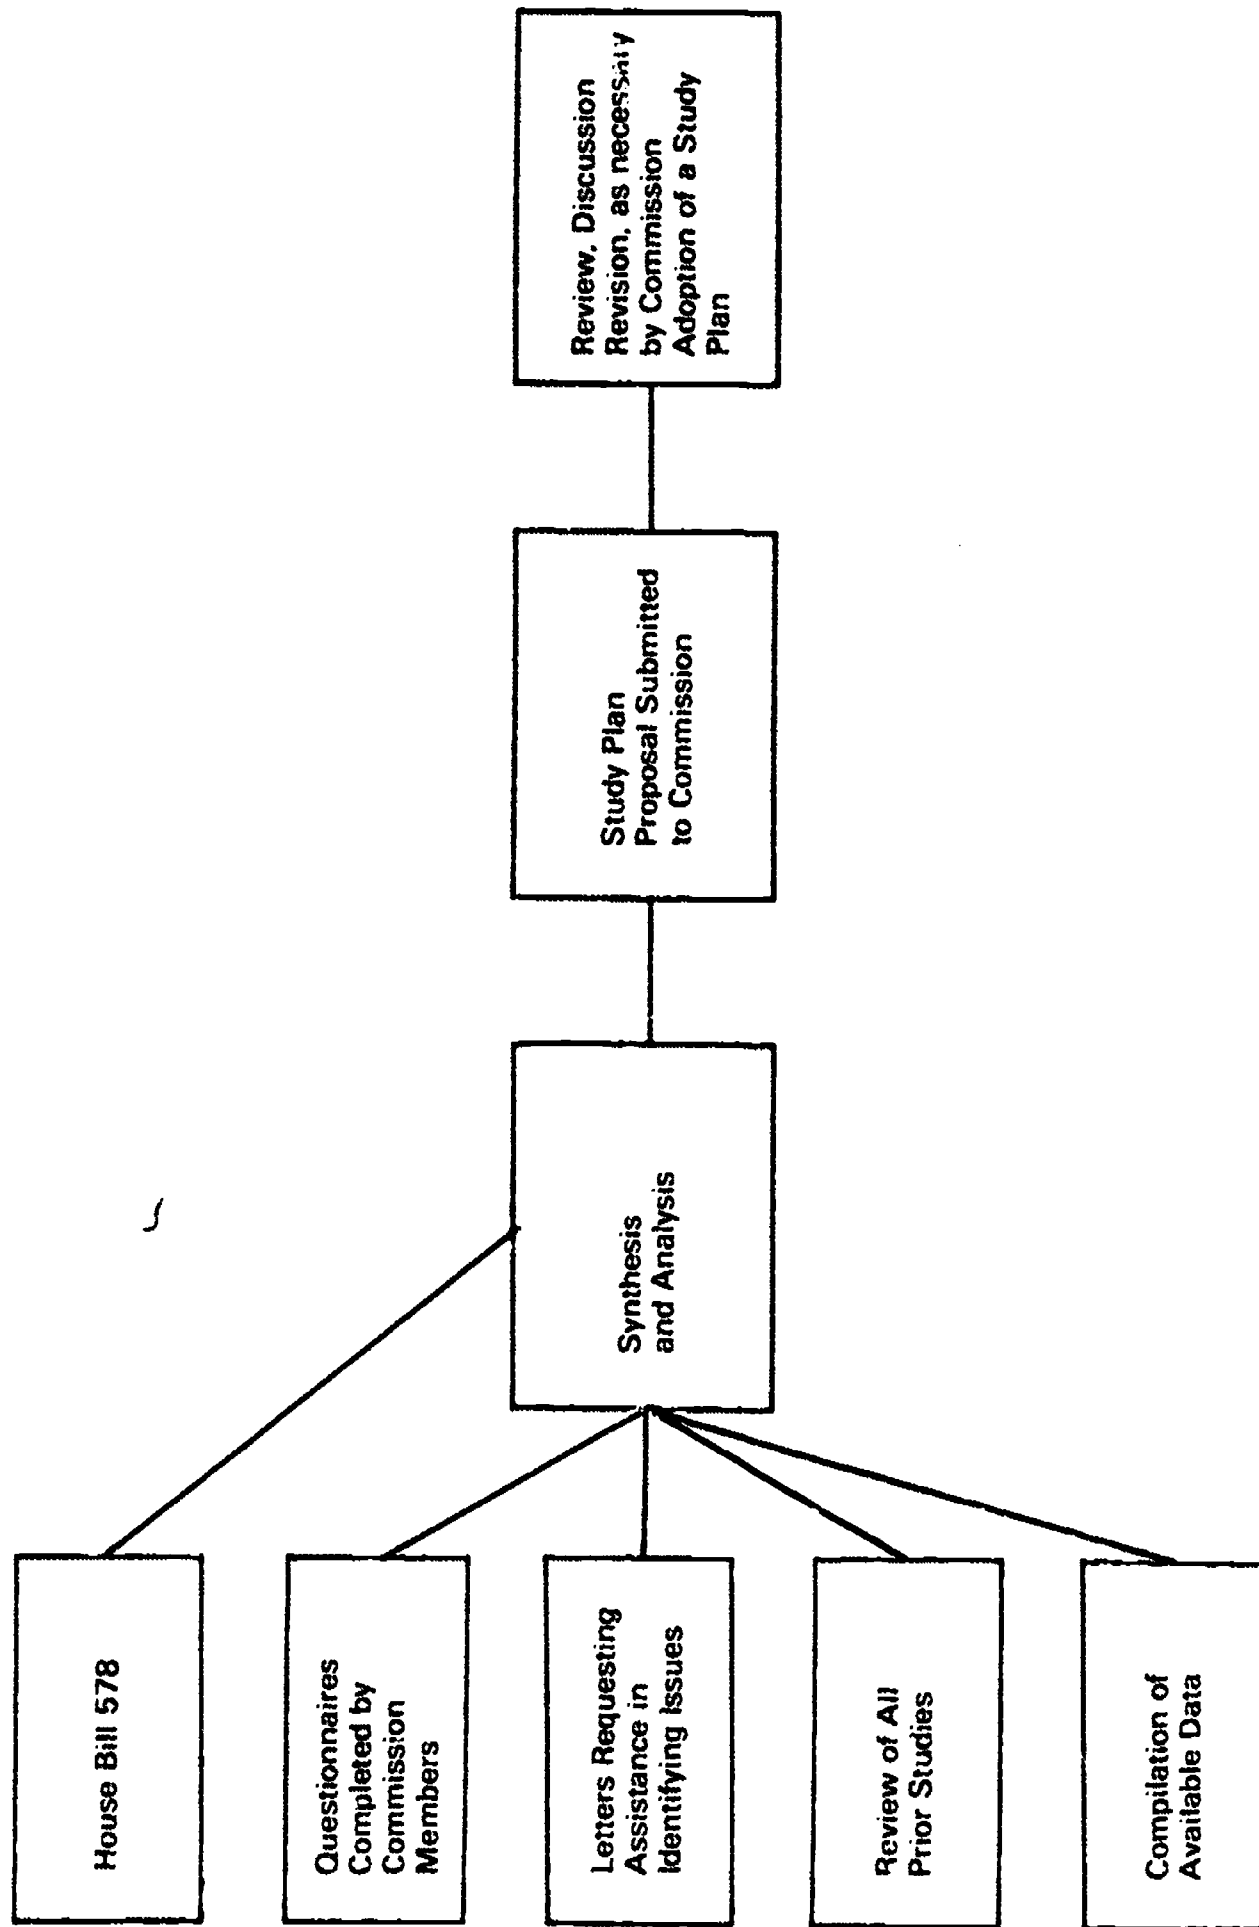 House Bill 578
Questionnaires
Completed by
Commission
Members
Letters Requesting
Assistance in
Identifying Issues
Review of All
Prior Studies
Compilation of
Available Data
Synthesis
and Analysis
Study Plan
Proposal Submitted
to Commission
Review, Discussion
Revision, as necessary
by Commission
Adoption of a Study
Plan